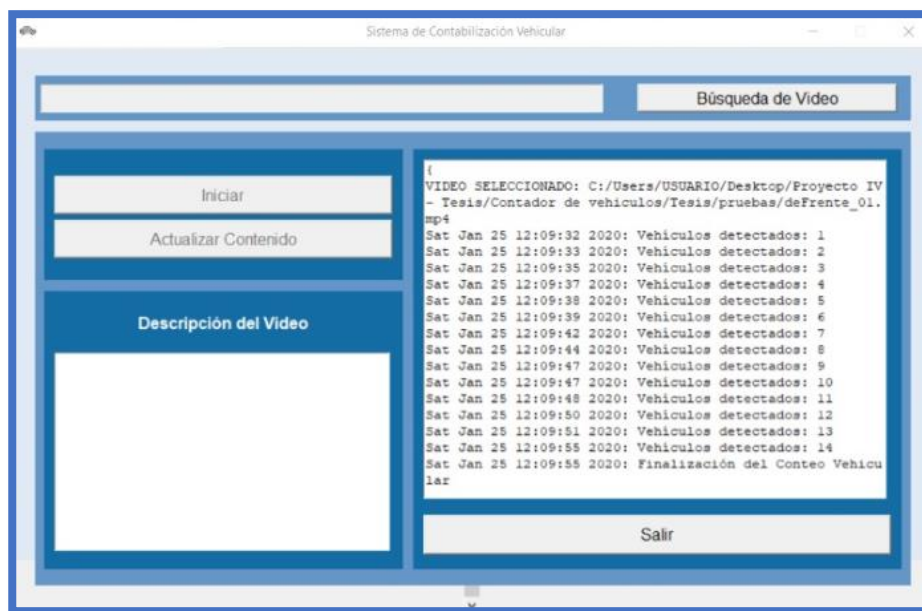 Sistema de Contabilización Vehicular
Búsqueda de Video
Iniciar
Actualizar Contenido
Descripción del Video
{
VIDEO SELECCIONADO: C:/Users/USUARIO/Desktop/Proyecto IV
- Tesis/Contador de vehiculos/Tesis/pruebas/deFrente_01.
mp4
Sat Jan 25 12:09:32 2020: Vehiculos detectados: 1
Sat Jan 25 12:09:33 2020: Vehiculos detectados: 2
Sat Jan 25 12:09:35 2020: Vehiculos detectados: 3
Sat Jan 25 12:09:37 2020: Vehiculos detectados: 4
Sat Jan 25 12:09:38 2020: Vehiculos detectados: 5
Sat Jan 25 12:09:39 2020: Vehiculos detectados: 6
Sat Jan 25 12:09:42 2020: Vehiculos detectados: 7
Sat Jan 25 12:09:44 2020: Vehiculos detectados: 8
Sat Jan 25 12:09:47 2020: Vehiculos detectados: 9
Sat Jan 25 12:09:47 2020: Vehiculos detectados: 10
Sat Jan 25 12:09:48 2020: Vehiculos detectados: 11
Sat Jan 25 12:09:50 2020: Vehiculos detectados: 12
Sat Jan 25 12:09:51 2020: Vehiculos detectados: 13
Sat Jan 25 12:09:55 2020: Vehiculos detectados: 14
Sat Jan 25 12:09:55 2020: Finalización del Conteo Vehicu
lar
Salir